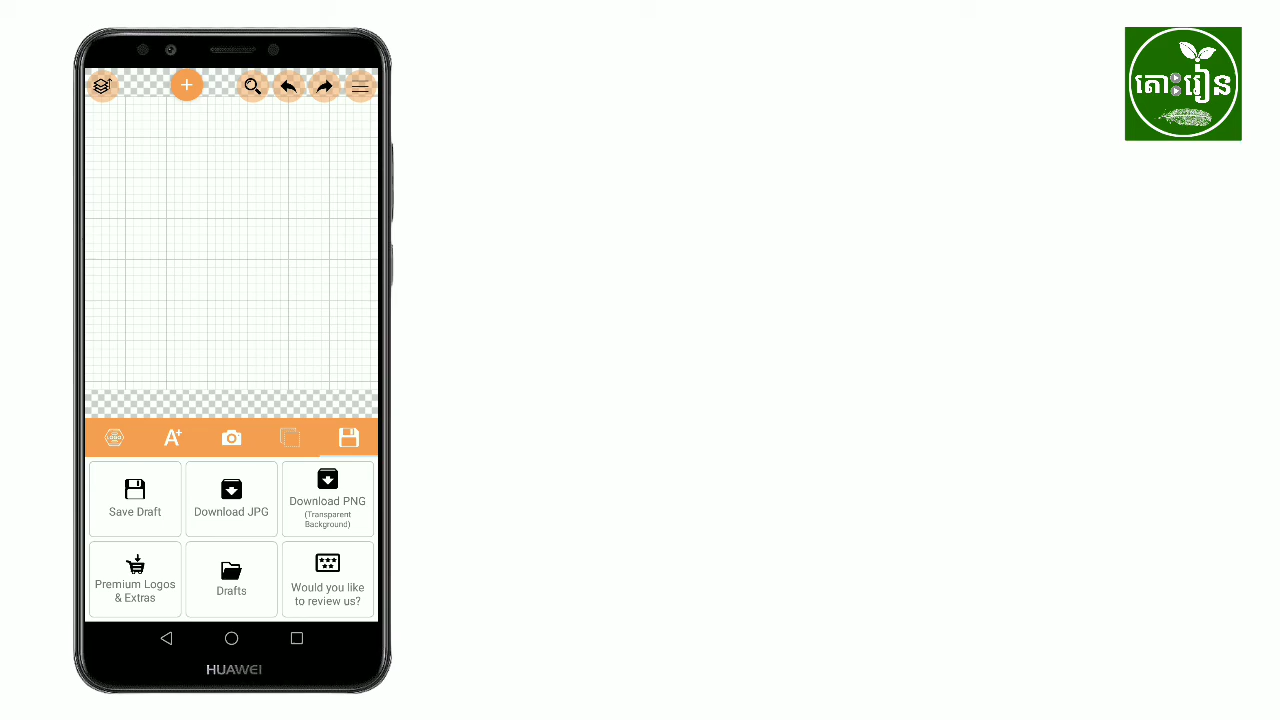 តោះរៀន
LOGO
A+
Save Draft
Download JPG
Download PNG
(Transparent
Background)
Premium Logos
& Extras
Drafts
Would you like
to review us?
HUAWEI